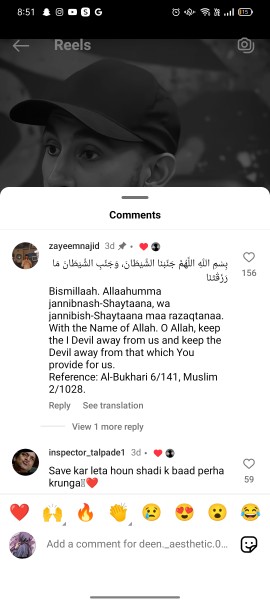 8:51
15
Reels
Comments
zayeemnajid 3d
بِسْمِ اللَّهِ اللَّهُمَّ جَنِّبْنَا الشَّيْطَانَ، وَجَنِّبِ الشَّيْطَانَ مَا
رَزَقْتَنَا
Bismillaah. Allaahumma
jannibnash-Shaytaana, wa
jannibish-Shaytaana maa razaqtanaa.
With the Name of Allah. O Allah, keep
the l Devil away from us and keep the
Devil away from that which You
provide for us.
Reference: Al-Bukhari 6/141, Muslim
2/1028.
156
Reply See translation
View 1 more reply
inspector_talpade1 3d
Save kar leta houn shadi k baad perha
krunga!!❤️
59
❤️ 🙌 🔥 👏 😢 😍 😮 😂
Add a comment for deen._aesthetic.0...